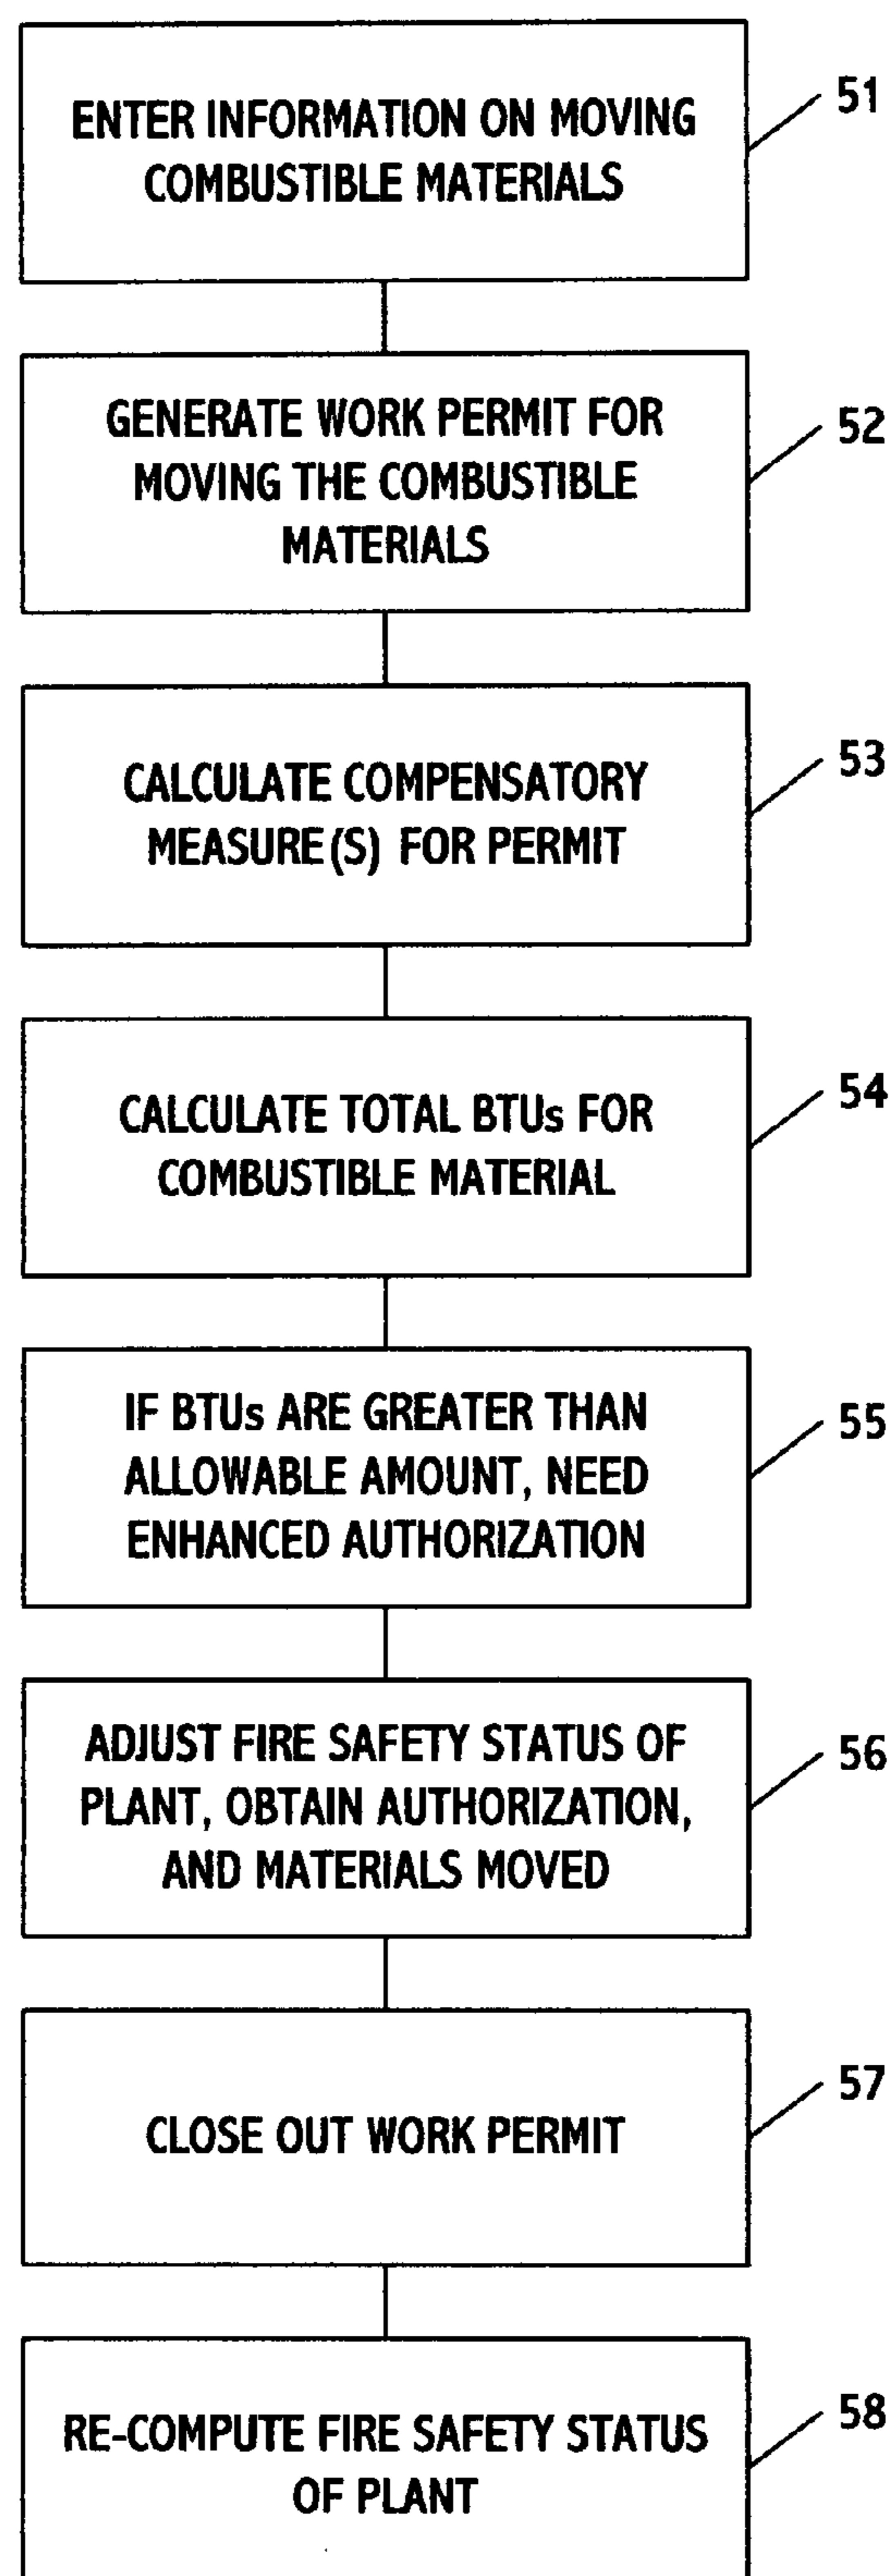 ENTER INFORMATION ON MOVING
COMBUSTIBLE MATERIALS
51
GENERATE WORK PERMIT FOR
MOVING THE COMBUSTIBLE
MATERIALS
52
CALCULATE COMPENSATORY
MEASURE(S) FOR PERMIT
53
CALCULATE TOTAL BTUs FOR
COMBUSTIBLE MATERIAL
54
IF BTUs ARE GREATER THAN
ALLOWABLE AMOUNT, NEED
ENHANCED AUTHORIZATION
55
ADJUST FIRE SAFETY STATUS OF
PLANT, OBTAIN AUTHORIZATION,
AND MATERIALS MOVED
56
CLOSE OUT WORK PERMIT
57
RE-COMPUTE FIRE SAFETY STATUS
OF PLANT
58